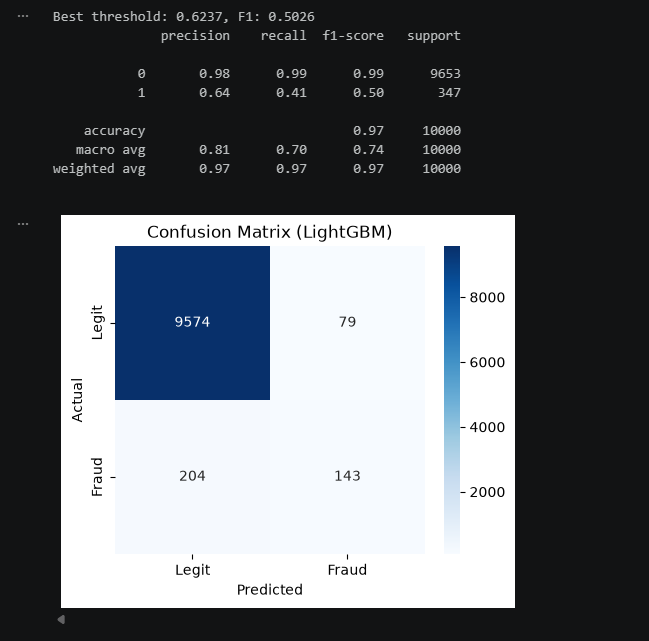 ...
Best threshold: 0.6237, F1: 0.5026
precision recall f1-score support
0 0.98 0.99 0.99 9653
1 0.64 0.41 0.50 347
accuracy 0.97 10000
macro avg 0.81 0.70 0.74 10000
weighted avg 0.97 0.97 0.97 10000
...
Confusion Matrix (LightGBM)
Actual
Legit
9574 79
Fraud
204 143
Legit Fraud
Predicted
8000
6000
4000
2000